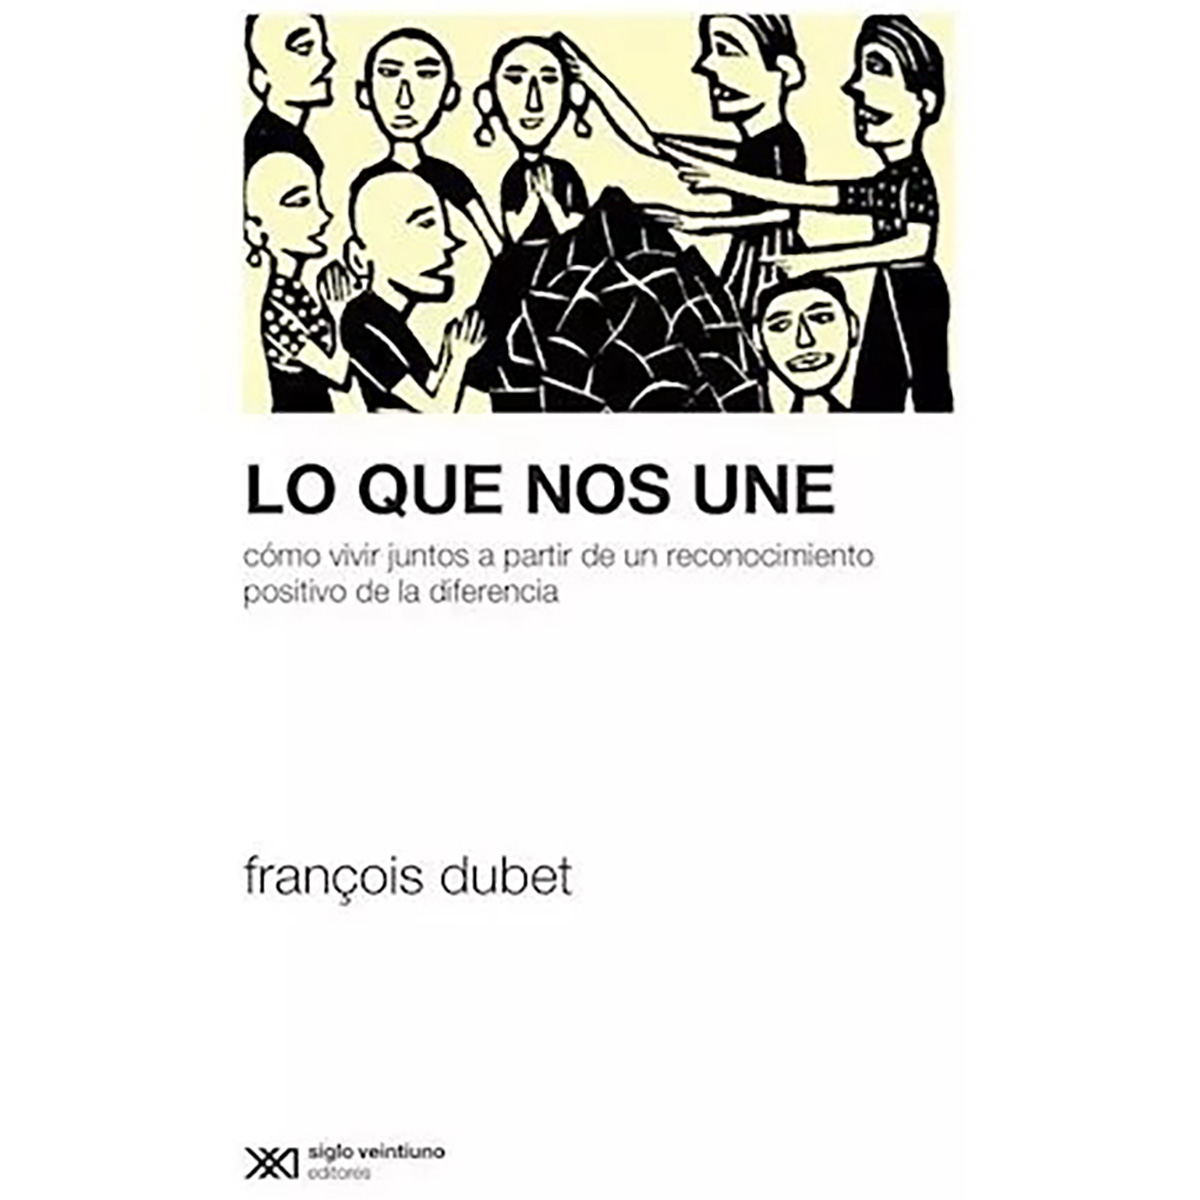 LO QUE NOS UNE
cómo vivir juntos a partir de un reconocimiento
positivo de la diferencia
françois dubet
siglo veintiuno
editores